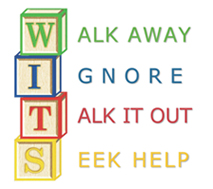 WALK AWAY
IGNORE
TALK IT OUT
SEEK HELP